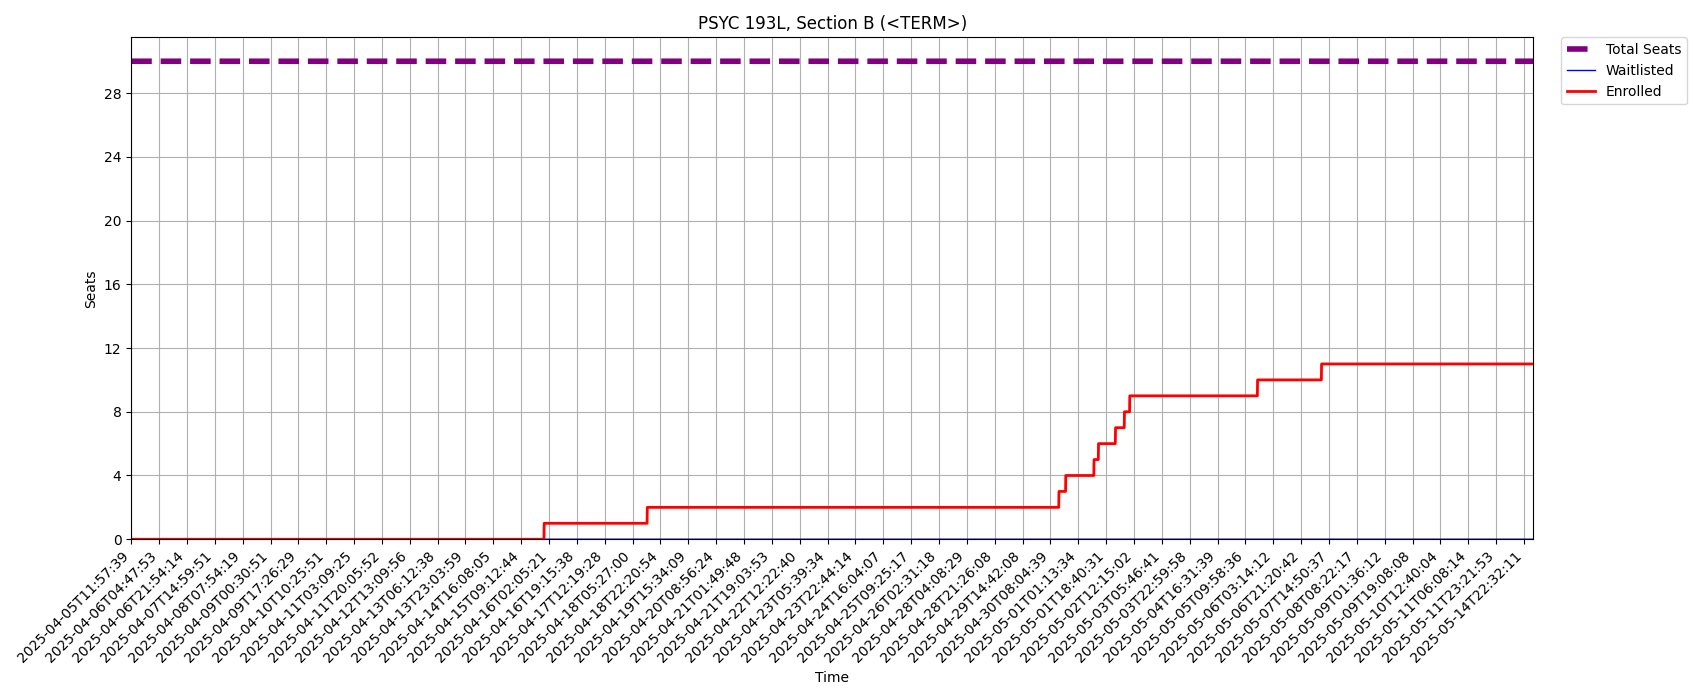 PSYC 193L, Section B (<TERM>)
Total Seats
Waitlisted
Enrolled
Seats
28
24
20
16
12
8
4
0
2025-04-05T11:57:39
2025-04-06T04:47:53
2025-04-06T21:54:14
2025-04-07T14:59:51
2025-04-08T07:54:19
2025-04-09T00:30:51
2025-04-09T17:26:29
2025-04-10T10:25:51
2025-04-11T03:09:25
2025-04-11T20:05:52
2025-04-12T13:09:56
2025-04-13T06:12:38
2025-04-13T23:03:59
2025-04-14T16:08:05
2025-04-15T09:12:44
2025-04-16T02:05:21
2025-04-16T19:15:38
2025-04-17T12:19:28
2025-04-18T05:27:00
2025-04-18T22:20:54
2025-04-19T15:34:09
2025-04-20T08:56:24
2025-04-21T01:49:48
2025-04-21T19:03:53
2025-04-22T12:22:40
2025-04-23T05:39:34
2025-04-23T22:44:14
2025-04-24T16:04:07
2025-04-25T09:25:17
2025-04-26T02:31:18
2025-04-28T04:08:29
2025-04-28T21:26:08
2025-04-29T14:42:08
2025-04-30T08:04:39
2025-05-01T01:13:34
2025-05-01T18:40:31
2025-05-02T12:15:02
2025-05-03T05:46:41
2025-05-03T22:59:58
2025-05-04T16:31:39
2025-05-05T09:58:36
2025-05-06T03:14:12
2025-05-06T21:20:42
2025-05-07T14:50:37
2025-05-08T08:22:17
2025-05-09T01:36:12
2025-05-09T19:08:08
2025-05-10T12:40:04
2025-05-11T06:08:14
2025-05-11T23:21:53
2025-05-14T22:32:11
Time